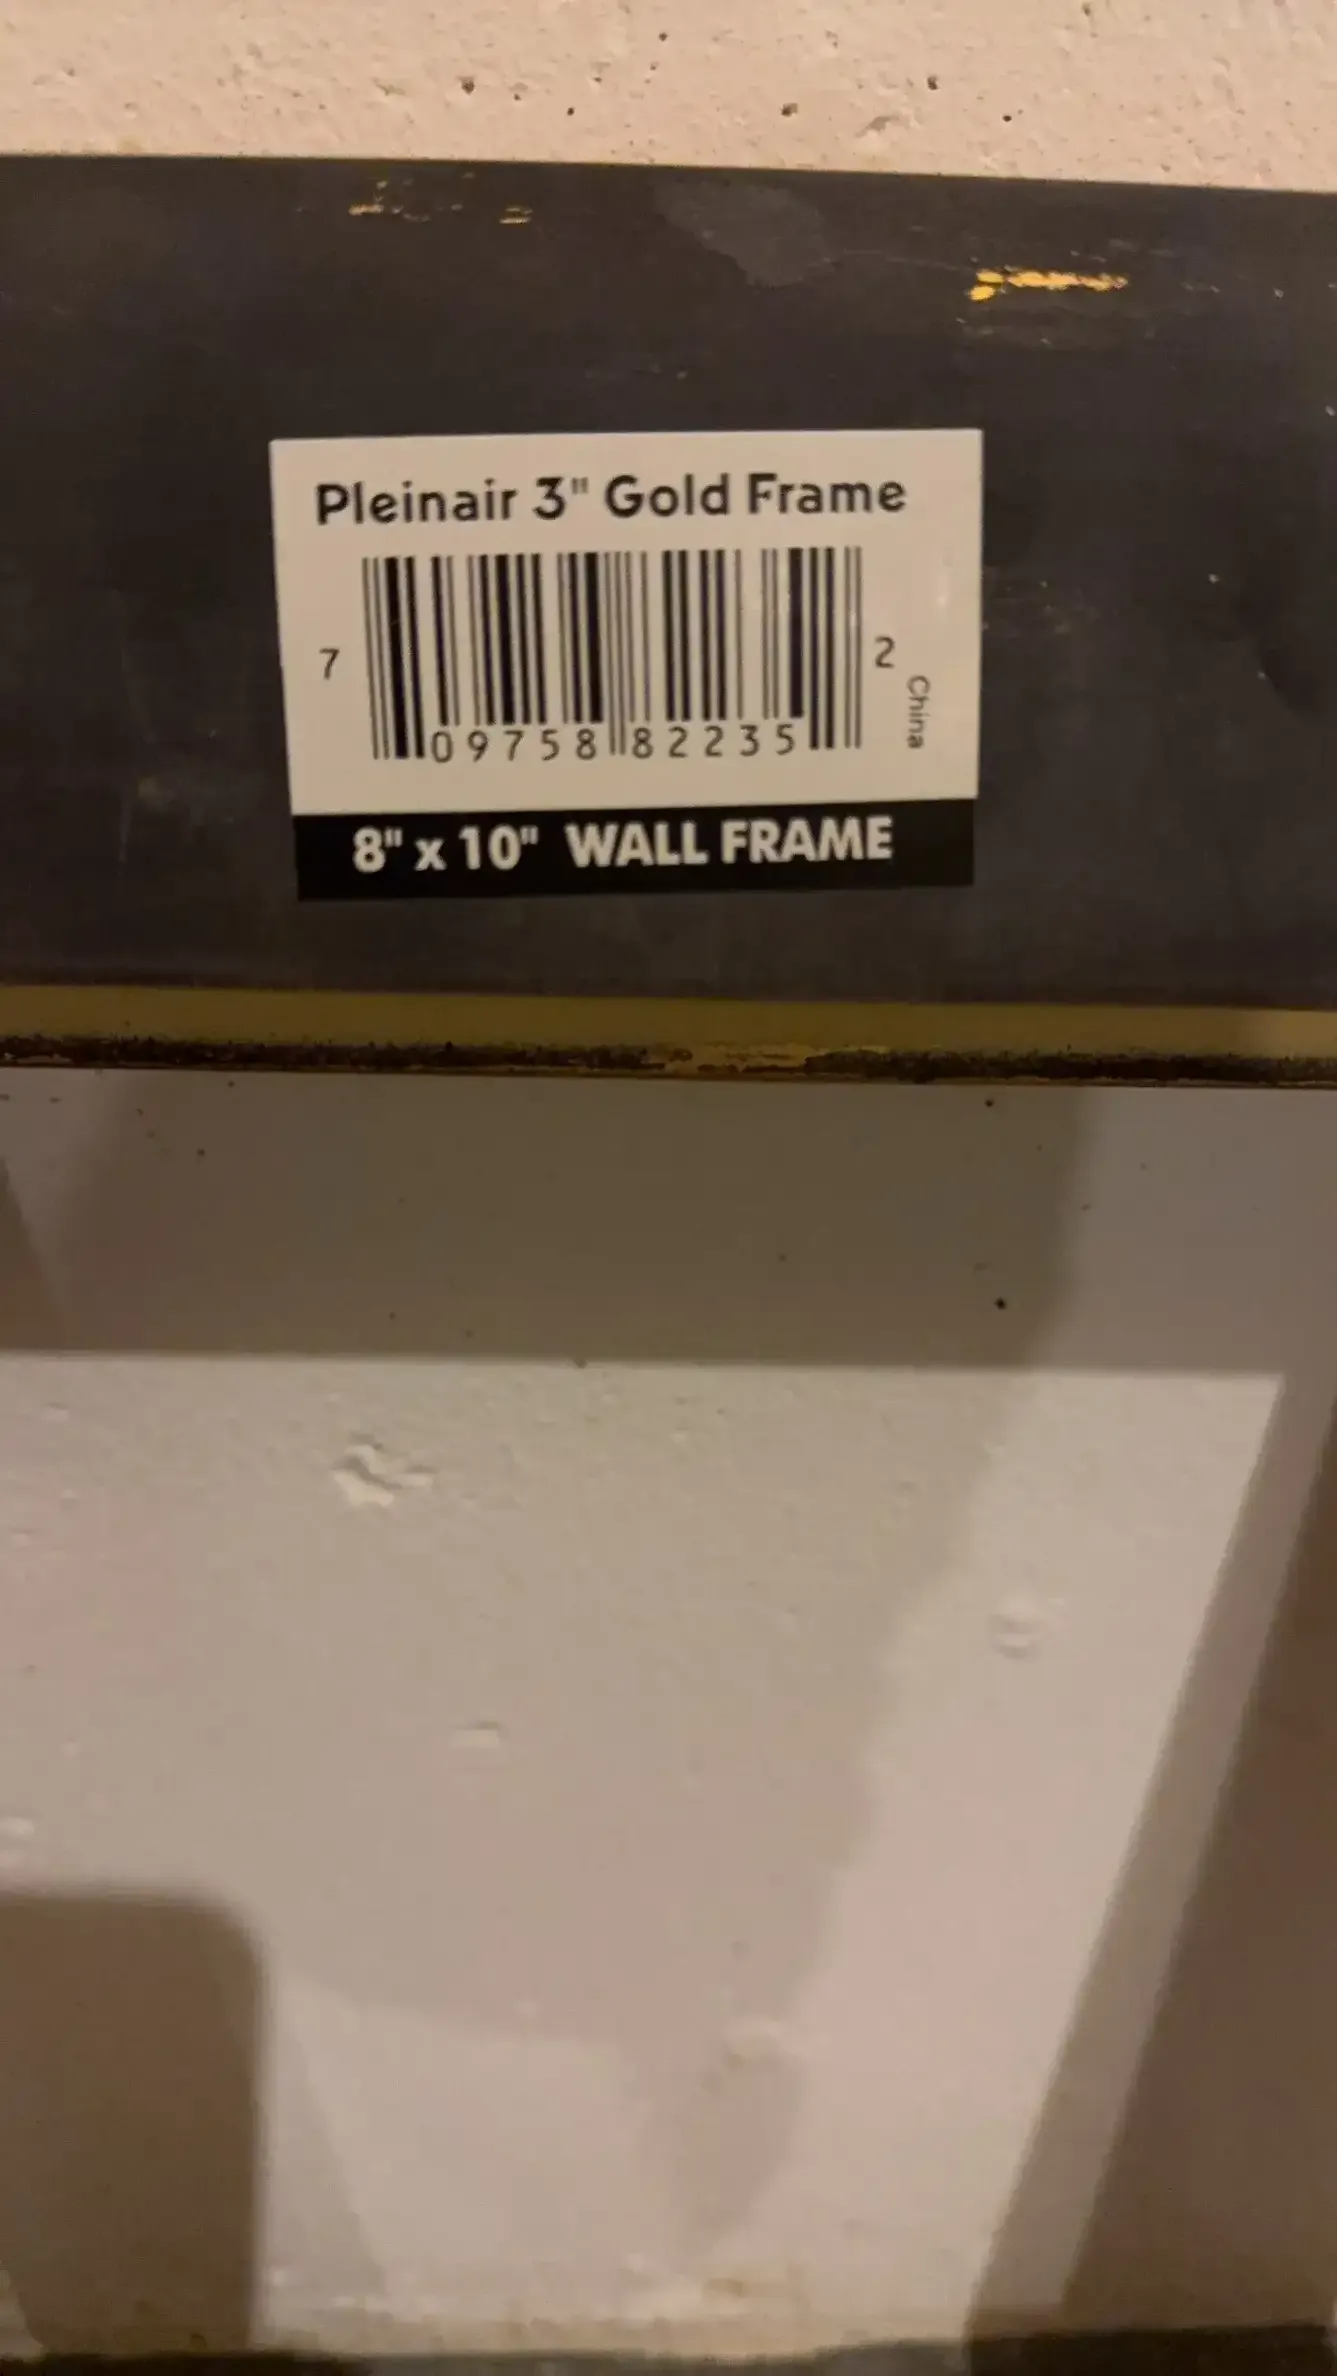 Pleinair 3" Gold Frame
7 09758 82235 2
China
8" x 10" WALL FRAME